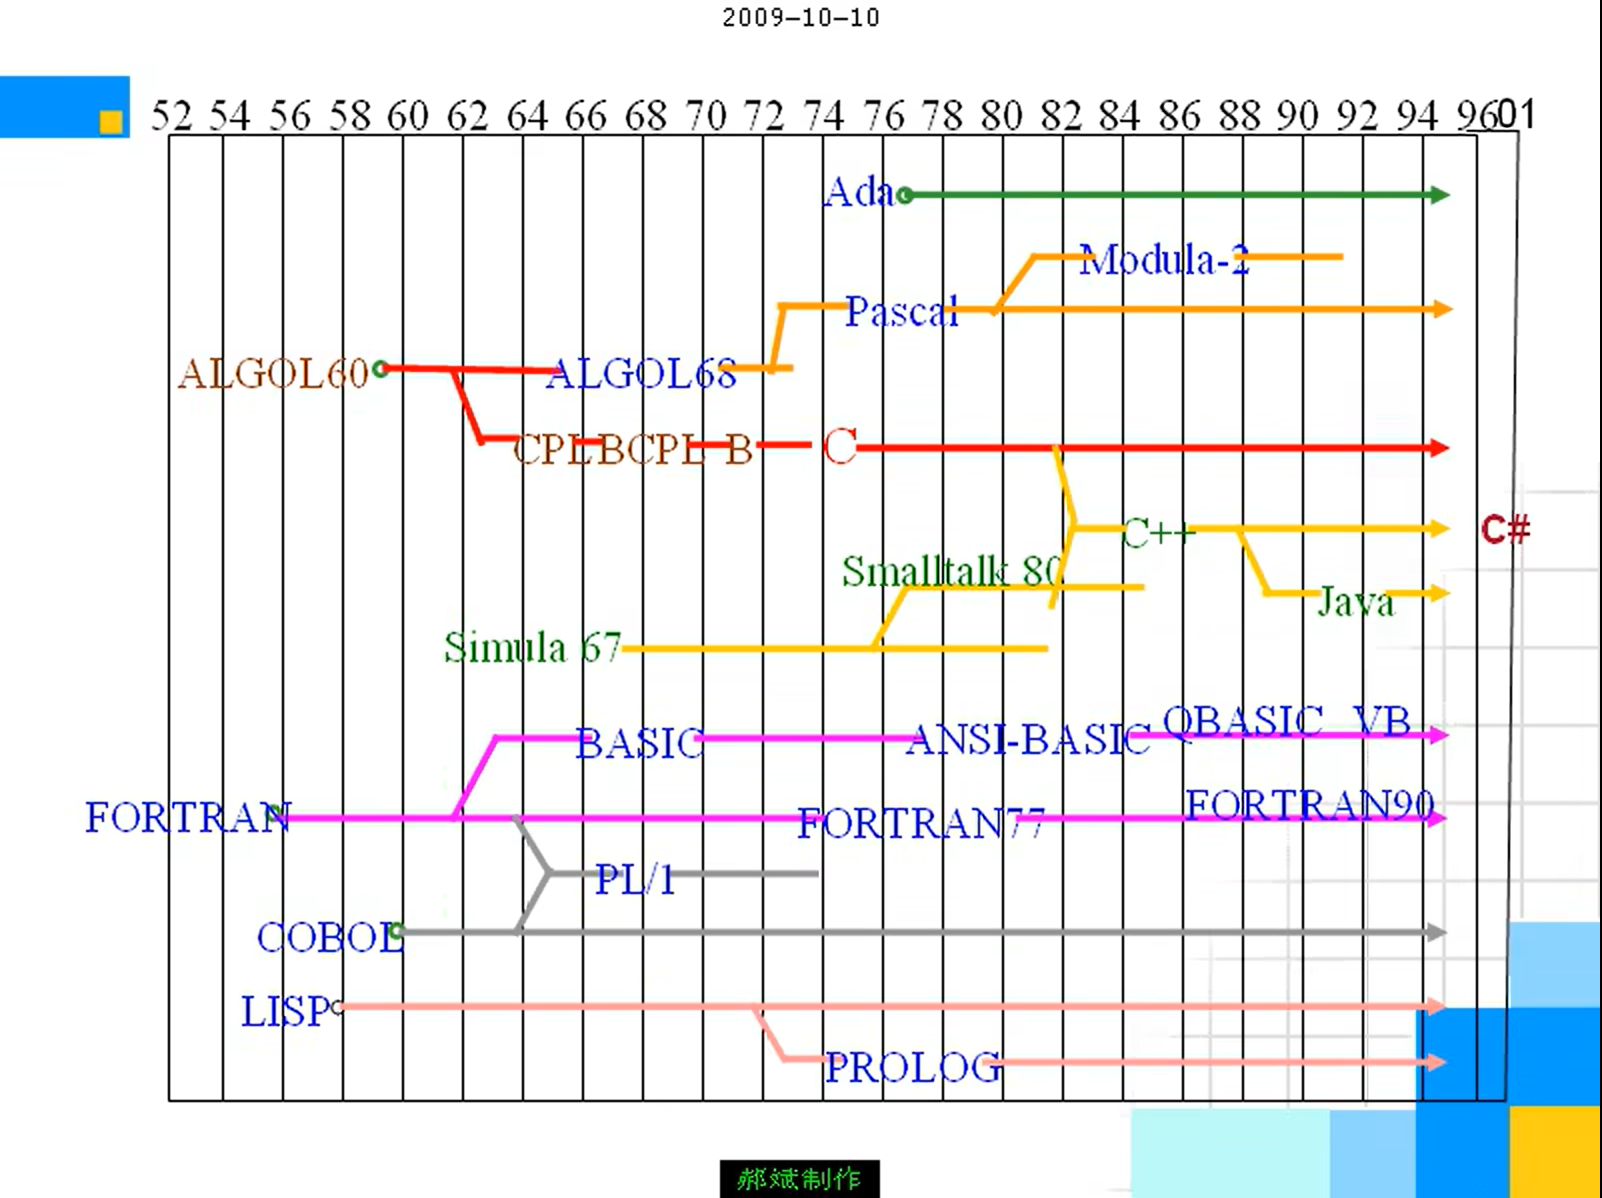 2009-10-10
52 54 56 58 60 62 64 66 68 70 72 74 76 78 80 82 84 86 88 90 92 94 96 01
Ada
Modula-2
Pascal
ALGOL60 ALGOL68
CPL BCPL B C
C++ C#
Smalltalk 80
Java
Simula 67
QBASIC VB
BASIC ANSI-BASIC
FORTRAN90
FORTRAN FORTRAN77
PL/1
COBOL
LISP
PROLOG
郝斌制作